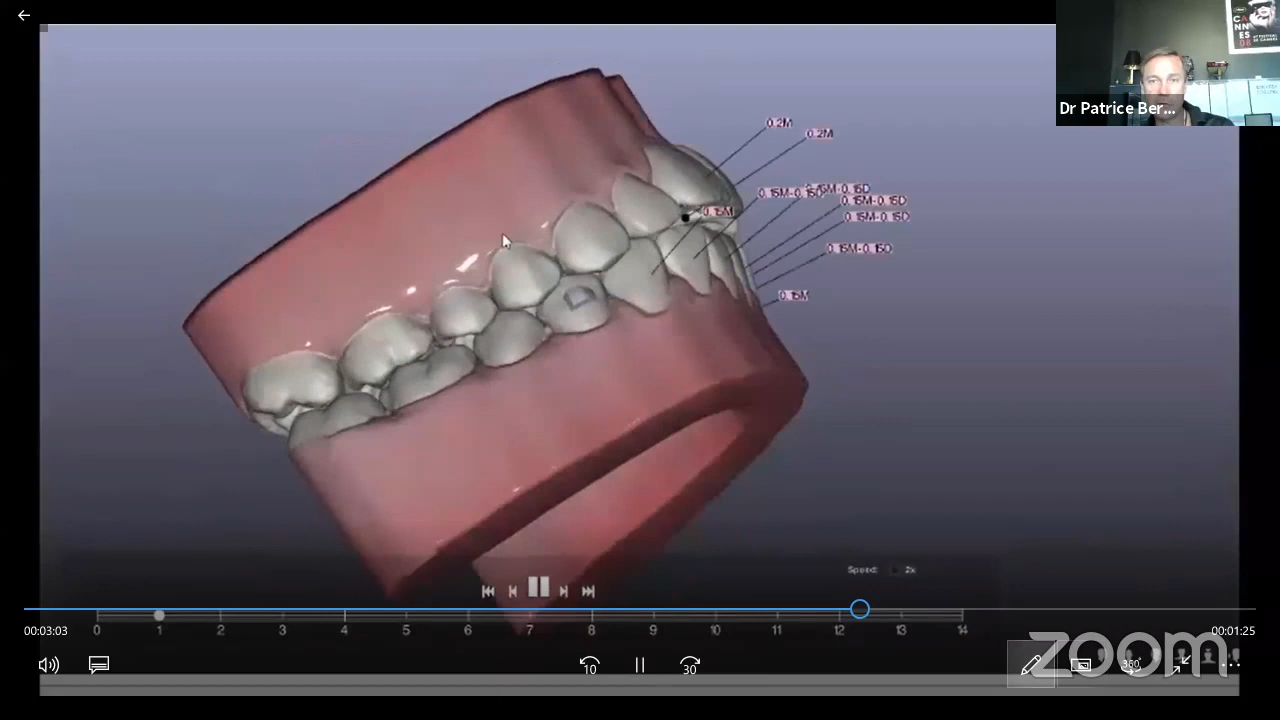 CANNES
08
Dr Patrice Ber...
0.2M
0.2M
0.15M-0.15D
0.15M-0.15D
0.15M-0.15D
0.15M
0.15M-0.15D
0.15M-0.15D
0.15M
Speed: 2x
00:03:03
0 1 2 3 4 5 6 7 8 9 10 11 12 13 14
00:01:25
10
30
360°
zoom